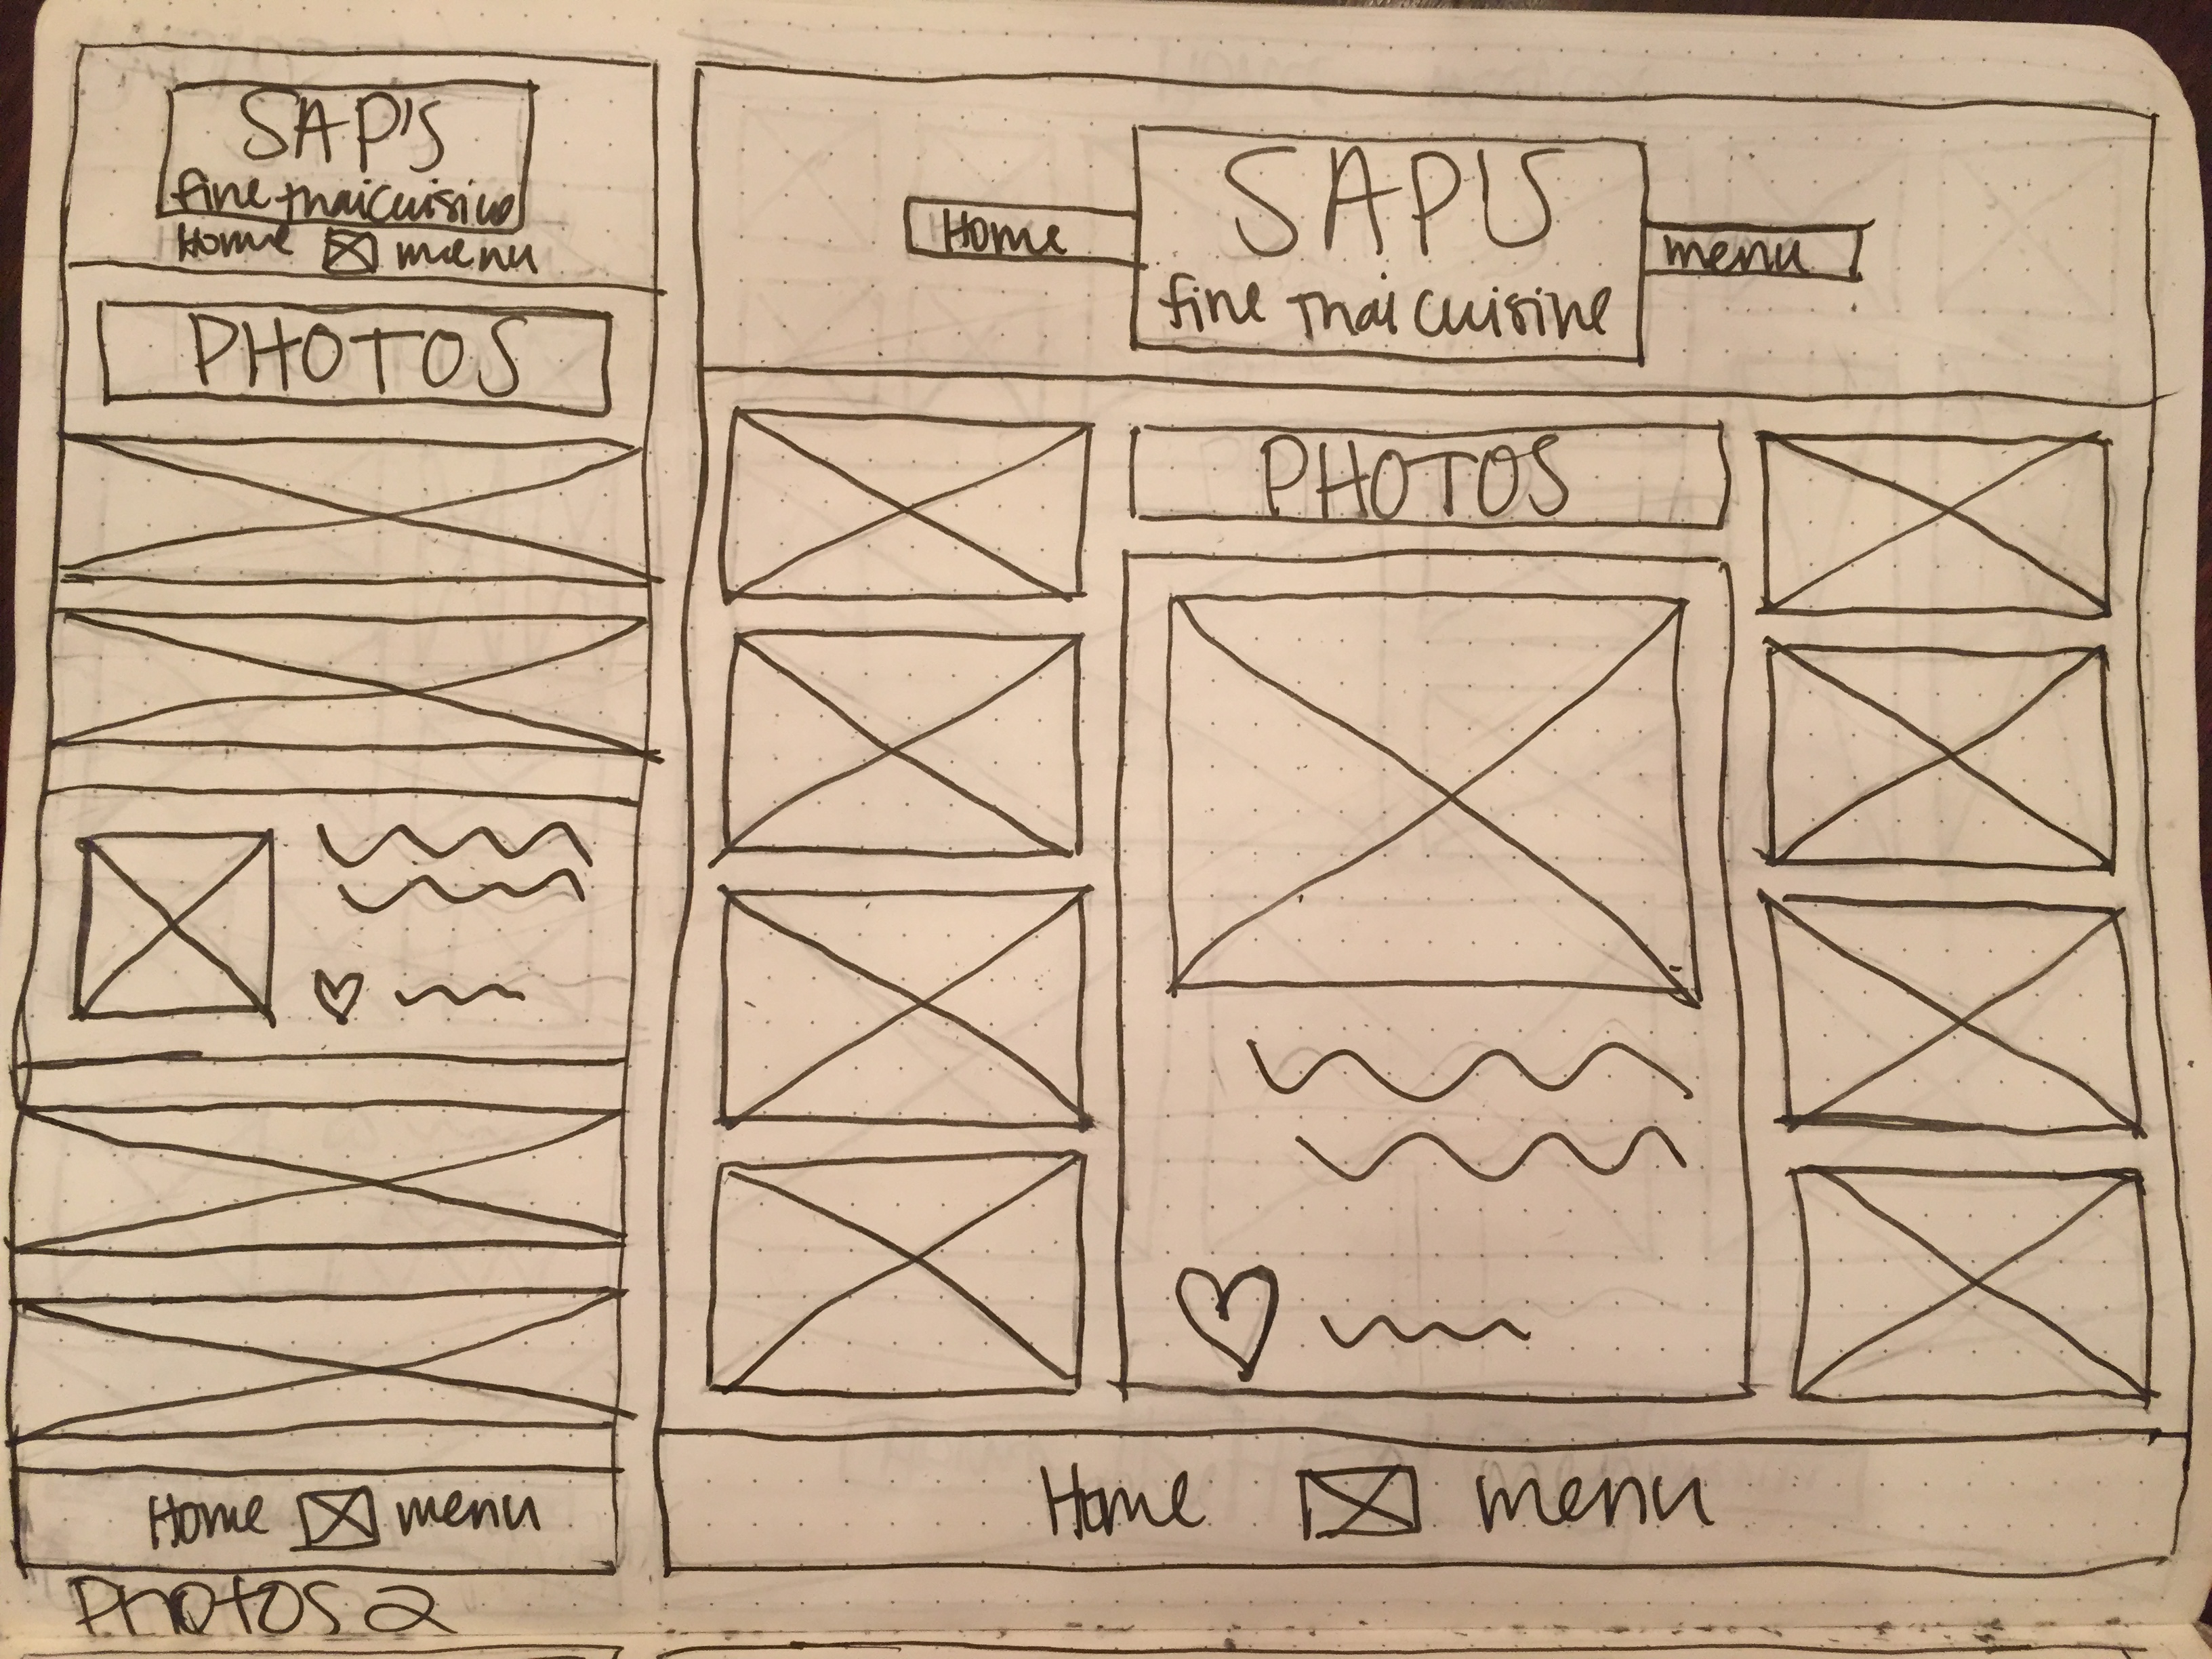 SAP'S
fine thai cuisine
Home menu
PHOTOS
Home menu
Photos 2
SAP'S
fine Thai cuisine
Home
menu
PHOTOS
Home menu